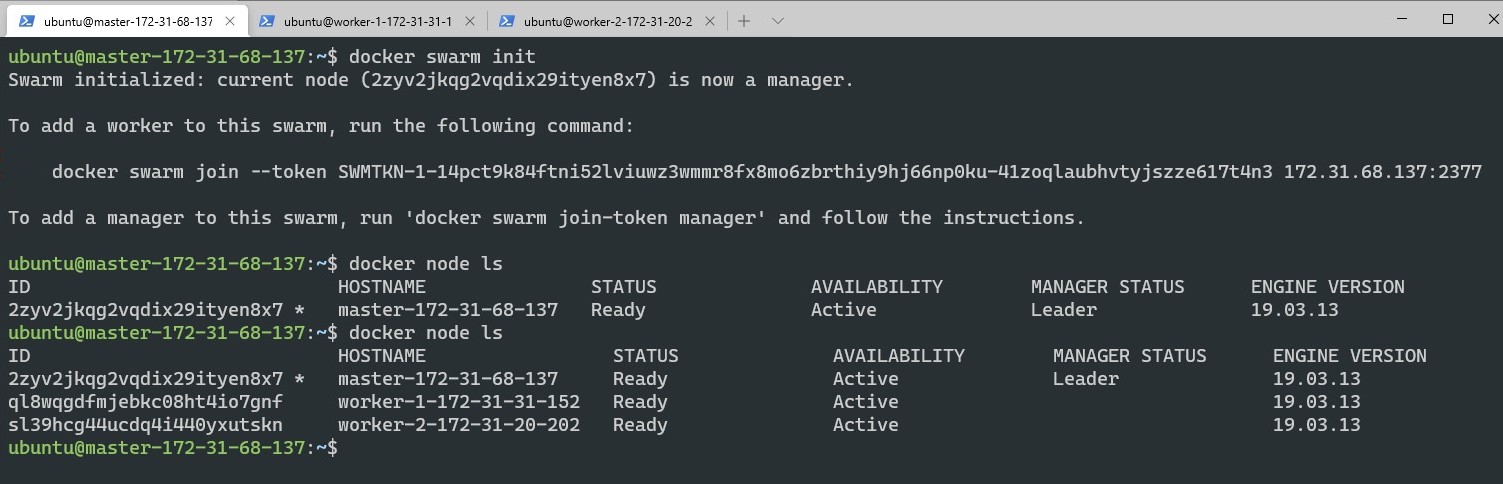 ubuntu@master-172-31-68-137
ubuntu@worker-1-172-31-31-1
ubuntu@worker-2-172-31-20-2
ubuntu@master-172-31-68-137:~$ docker swarm init
Swarm initialized: current node (2zyv2jkqg2vqdix29ityen8x7) is now a manager.
To add a worker to this swarm, run the following command:
docker swarm join --token SWMTKN-1-14pct9k84ftni52lviuwz3wmmr8fx8mo6zbrthiy9hj66np0ku-41zoqlaubhvtyjszze617t4n3 172.31.68.137:2377
To add a manager to this swarm, run 'docker swarm join-token manager' and follow the instructions.
ubuntu@master-172-31-68-137:~$ docker node ls
ID HOSTNAME STATUS AVAILABILITY MANAGER STATUS ENGINE VERSION
2zyv2jkqg2vqdix29ityen8x7 * master-172-31-68-137 Ready Active Leader 19.03.13
ubuntu@master-172-31-68-137:~$ docker node ls
ID HOSTNAME STATUS AVAILABILITY MANAGER STATUS ENGINE VERSION
2zyv2jkqg2vqdix29ityen8x7 * master-172-31-68-137 Ready Active Leader 19.03.13
ql8wqgdfmjebkc08ht4io7gnf worker-1-172-31-31-152 Ready Active 19.03.13
sl39hcg44ucdq4i440yxutskn worker-2-172-31-20-202 Ready Active 19.03.13
ubuntu@master-172-31-68-137:~$